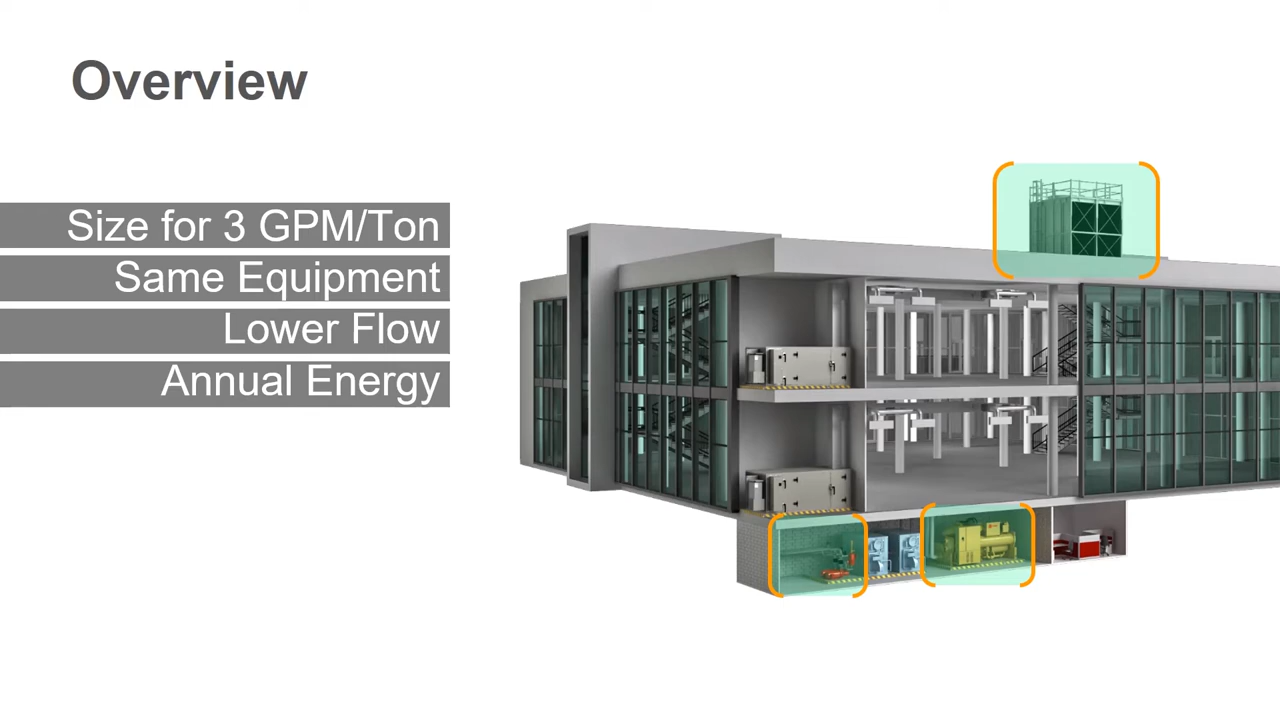 Overview
Size for 3 GPM/Ton
Same Equipment
Lower Flow
Annual Energy